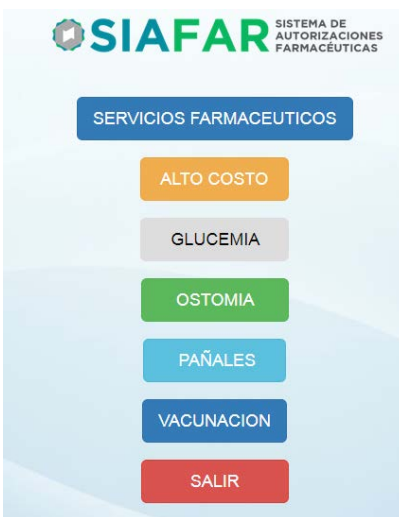 SIAFAR
SISTEMA DE
AUTORIZACIONES
FARMACÉUTICAS
SERVICIOS FARMACEUTICOS
ALTO COSTO
GLUCEMIA
OSTOMIA
PAÑALES
VACUNACION
SALIR